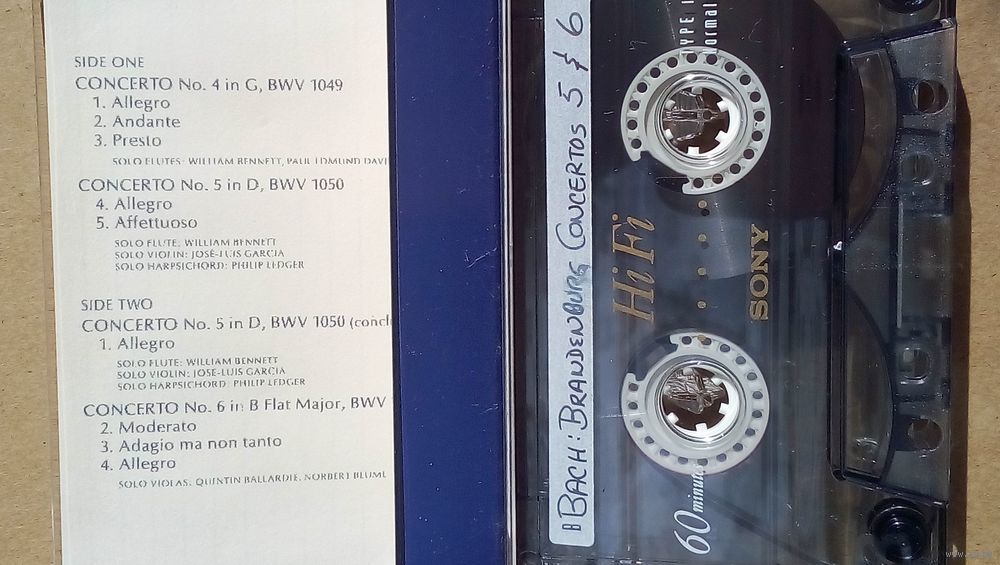 SIDE ONE
CONCERTO No. 4 in G, BWV 1049
1. Allegro
2. Andante
3. Presto
SOLO FLUTES: WILLIAM BENNETT, PAUL EDMUND DAVI
CONCERTO No. 5 in D, BWV 1050
4. Allegro
5. Affettuoso
SOLO FLUTE: WILLIAM BENNETT
SOLO VIOLIN: JOSÉ-LUIS GARCIA
SOLO HARPSICHORD: PHILIP LEDGER
SIDE TWO
CONCERTO No. 5 in D, BWV 1050 (concl
1. Allegro
SOLO FLUTE: WILLIAM BENNETT
SOLO VIOLIN: JOSE-LUIS GARCIA
SOLO HARPSICHORD: PHILIP LEDGER
CONCERTO No. 6 in B Flat Major, BWV
2. Moderato
3. Adagio ma non tanto
4. Allegro
SOLO VIOLAS: QUINTIN BALLARDIE, NORBERT BLUME
B BACH: BRANDENBURG CONCERTOS 5 & 6
HiFi
SONY
60 minutes
TYPE I
Normal